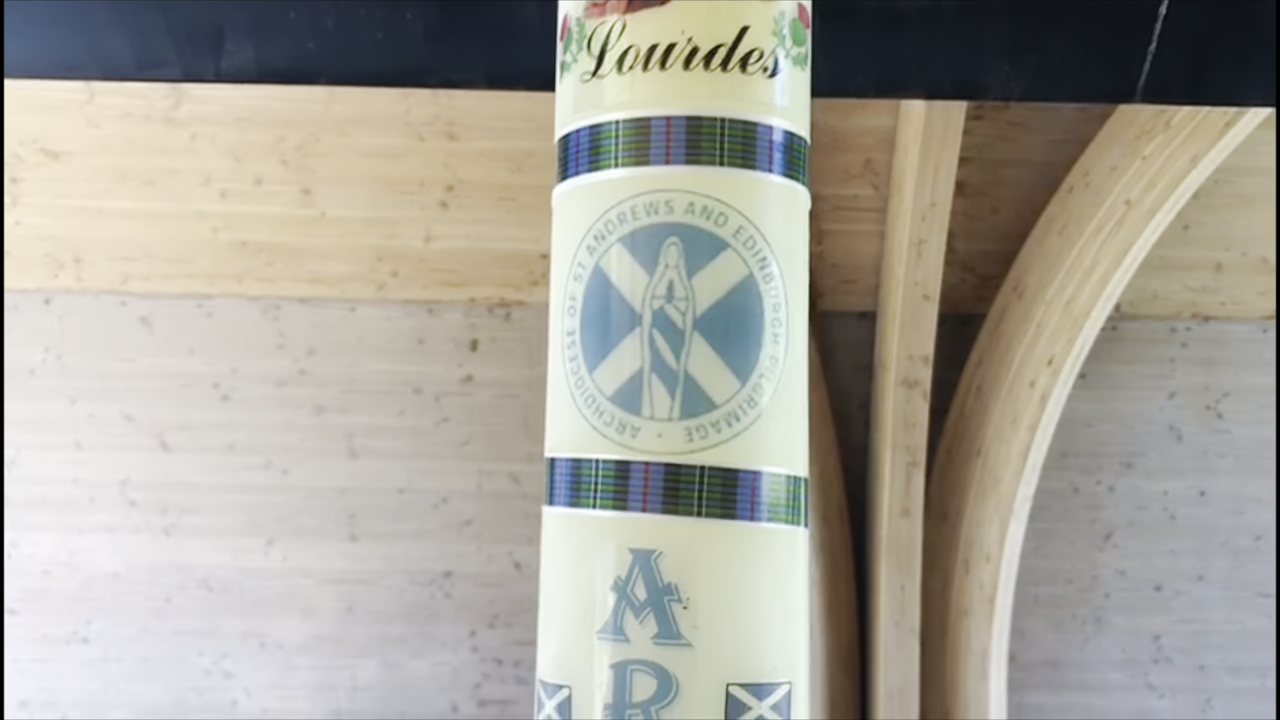 Lourdes
ARCHDIOCESE OF ST ANDREWS AND EDINBURGH PILGRIMAGE •
A
R